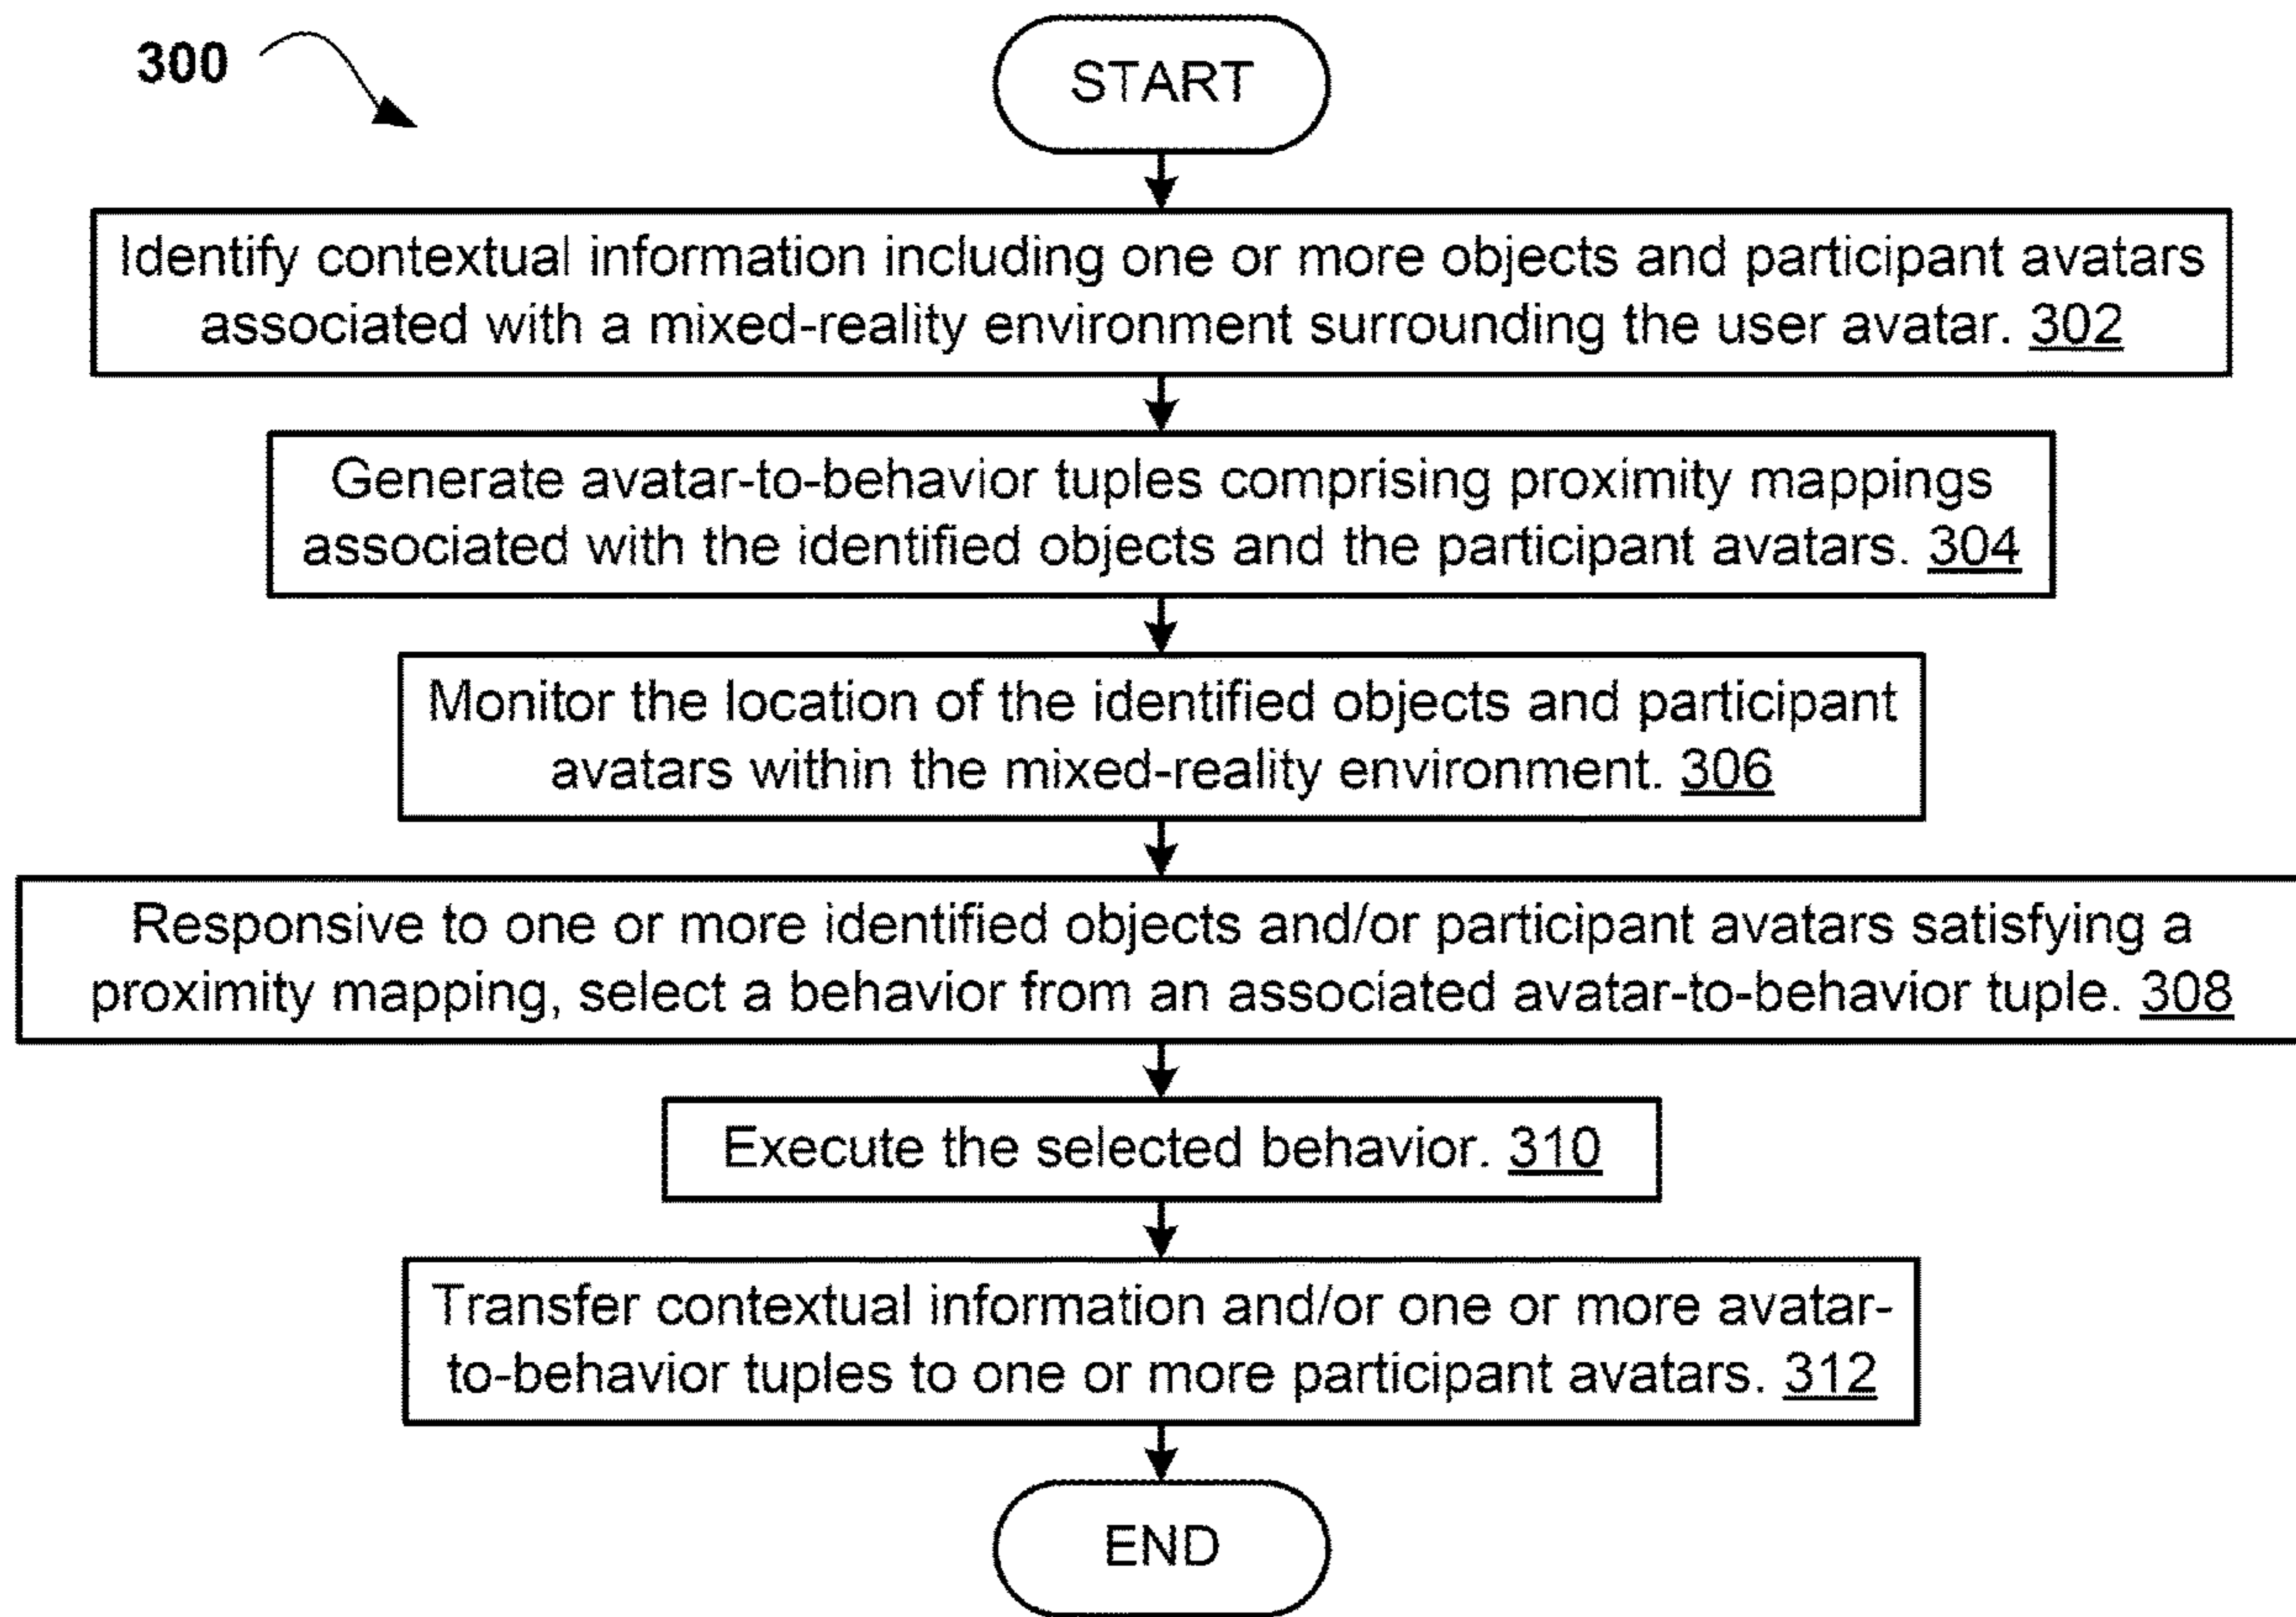 300
START
Identify contextual information including one or more objects and participant avatars
associated with a mixed-reality environment surrounding the user avatar. 302
Generate avatar-to-behavior tuples comprising proximity mappings
associated with the identified objects and the participant avatars. 304
Monitor the location of the identified objects and participant
avatars within the mixed-reality environment. 306
Responsive to one or more identified objects and/or participant avatars satisfying a
proximity mapping, select a behavior from an associated avatar-to-behavior tuple. 308
Execute the selected behavior. 310
Transfer contextual information and/or one or more avatar-
to-behavior tuples to one or more participant avatars. 312
END